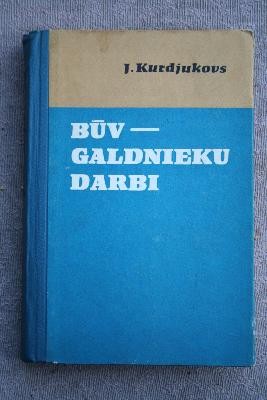 J. Kurdjukovs
BŪV —
GALDNIEKU
DARBI